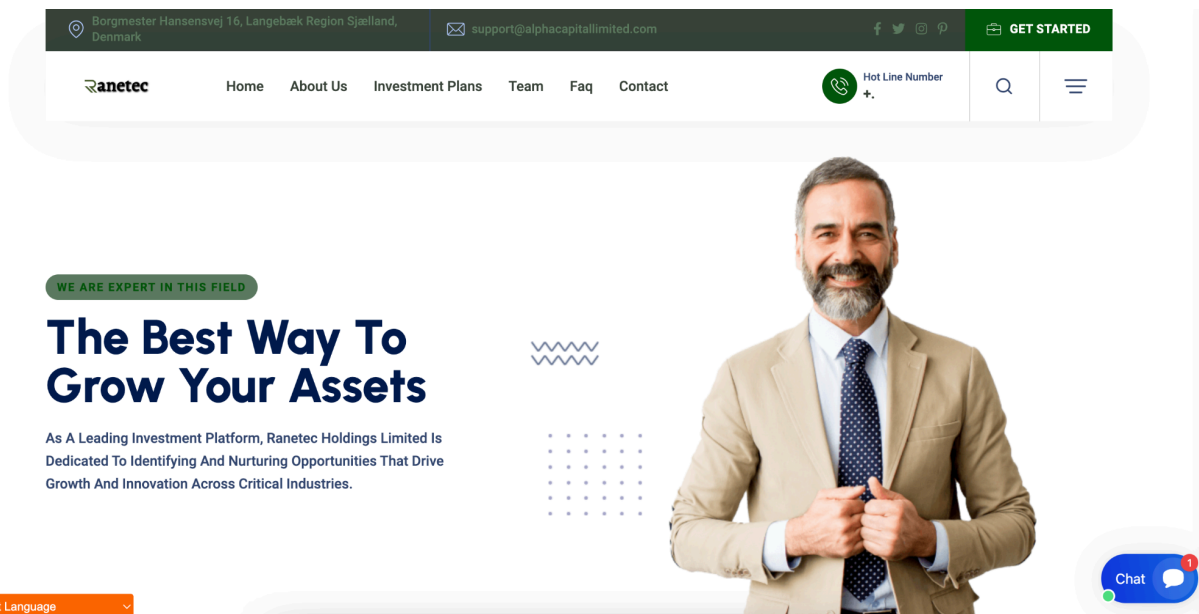 Borgmester Hansensvej 16, Langebæk Region Sjælland,
Denmark
support@alphacapitallimited.com
GET STARTED
Ranetec
Home About Us Investment Plans Team Faq Contact
Hot Line Number
+.
WE ARE EXPERT IN THIS FIELD
The Best Way To
Grow Your Assets
As A Leading Investment Platform, Ranetec Holdings Limited Is
Dedicated To Identifying And Nurturing Opportunities That Drive
Growth And Innovation Across Critical Industries.
Chat
1
Language